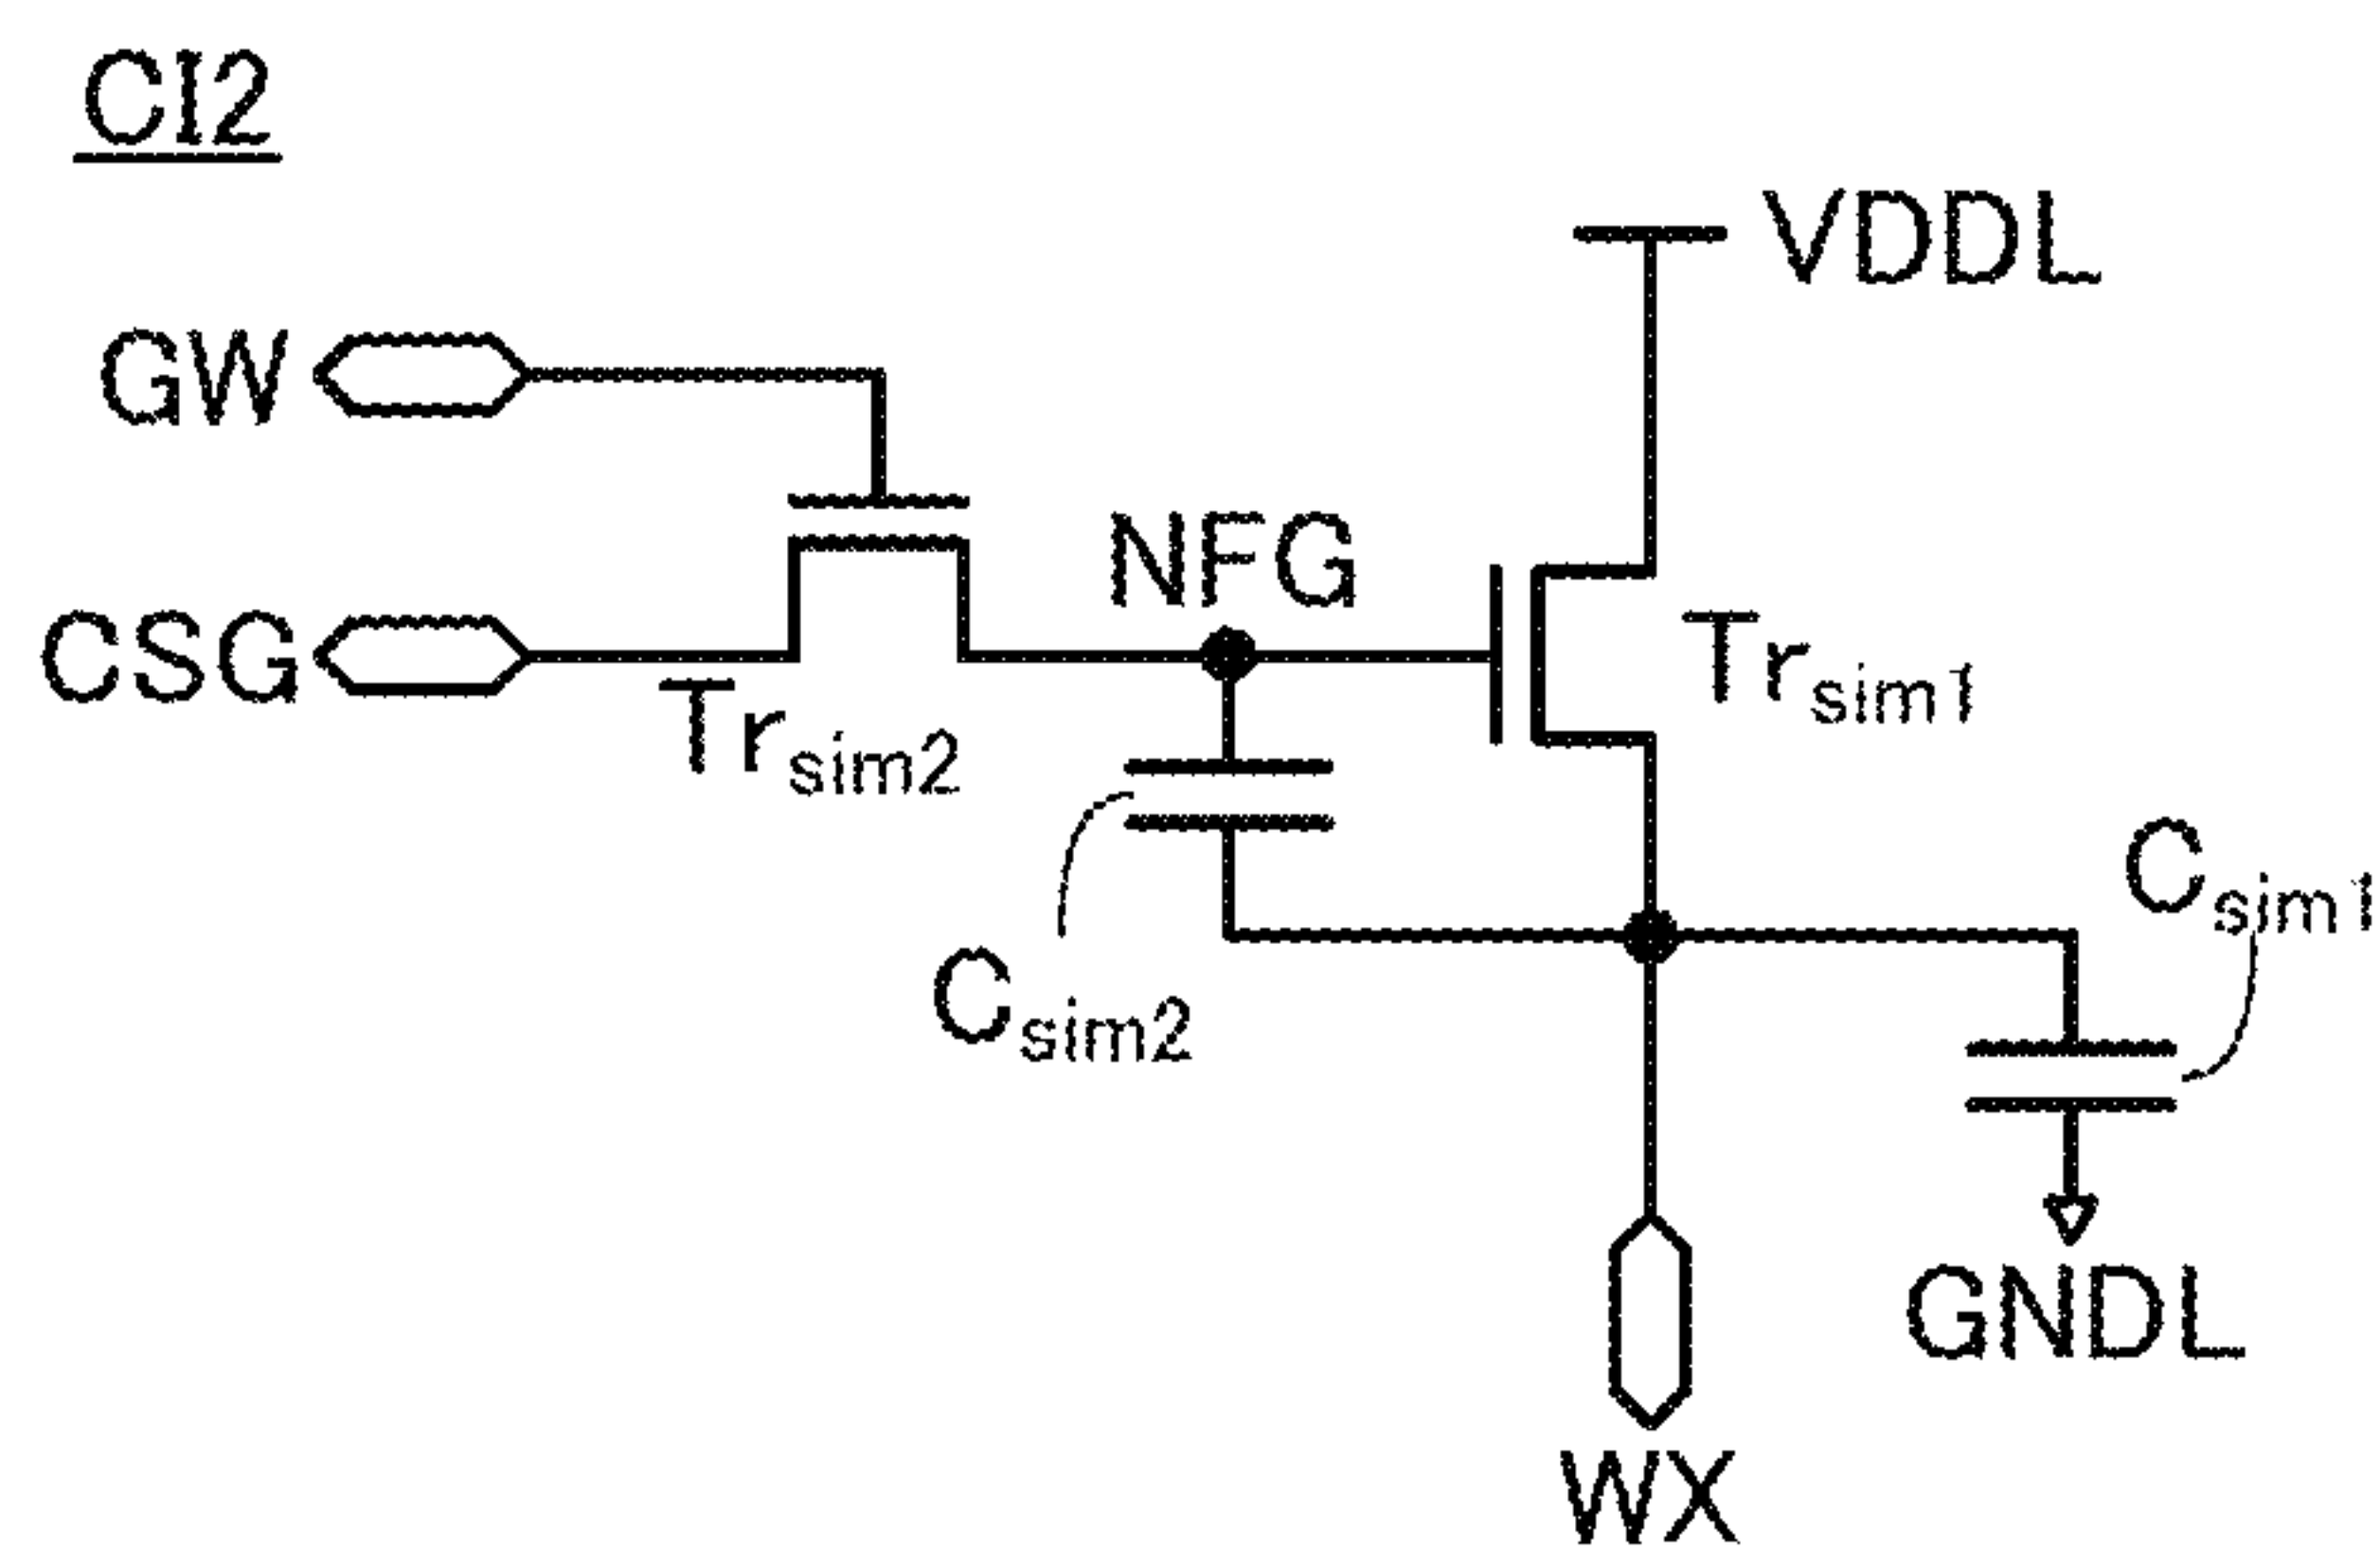 CI2
VDDL
GW
NFG
CSG
Trsim1
Trsim2
Csim1
Csim2
GNDL
WX